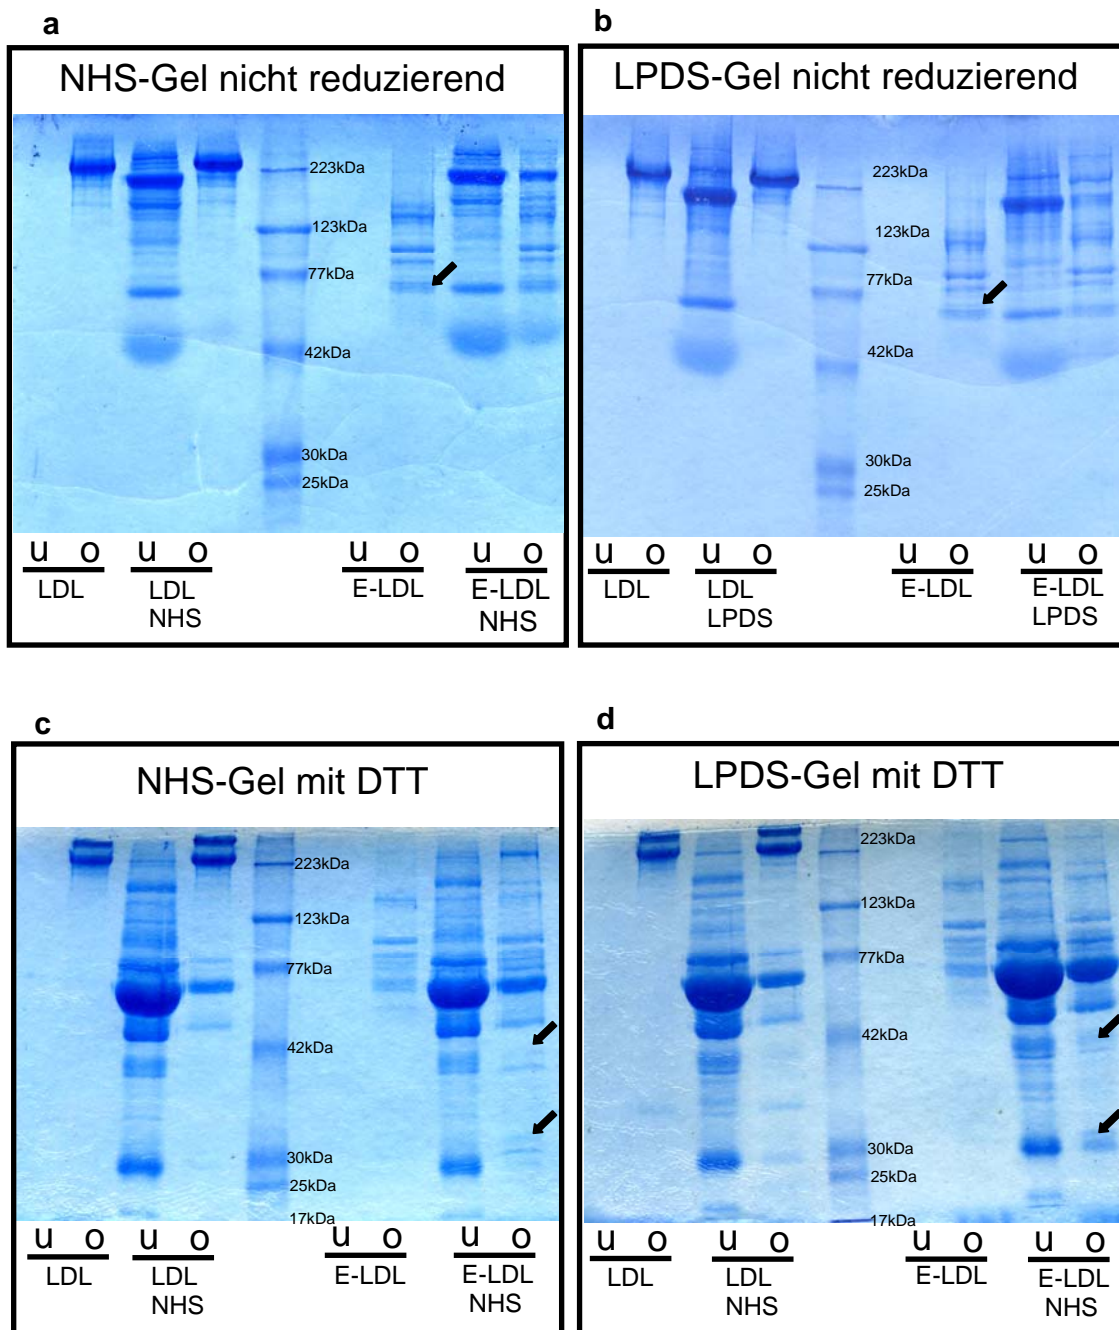 a
NHS-Gel nicht reduzierend
223kDa
123kDa
77kDa
42kDa
30kDa
25kDa
u o u o u o u o
LDL LDL E-LDL E-LDL
NHS NHS
b
LPDS-Gel nicht reduzierend
223kDa
123kDa
77kDa
42kDa
30kDa
25kDa
u o u o u o u o
LDL LDL E-LDL E-LDL
LPDS LPDS
c
NHS-Gel mit DTT
223kDa
123kDa
77kDa
42kDa
30kDa
25kDa
17kDa
u o u o u o u o
LDL LDL E-LDL E-LDL
NHS NHS
d
LPDS-Gel mit DTT
223kDa
123kDa
77kDa
42kDa
30kDa
25kDa
17kDa
u o u o u o u o
LDL LDL E-LDL E-LDL
NHS NHS